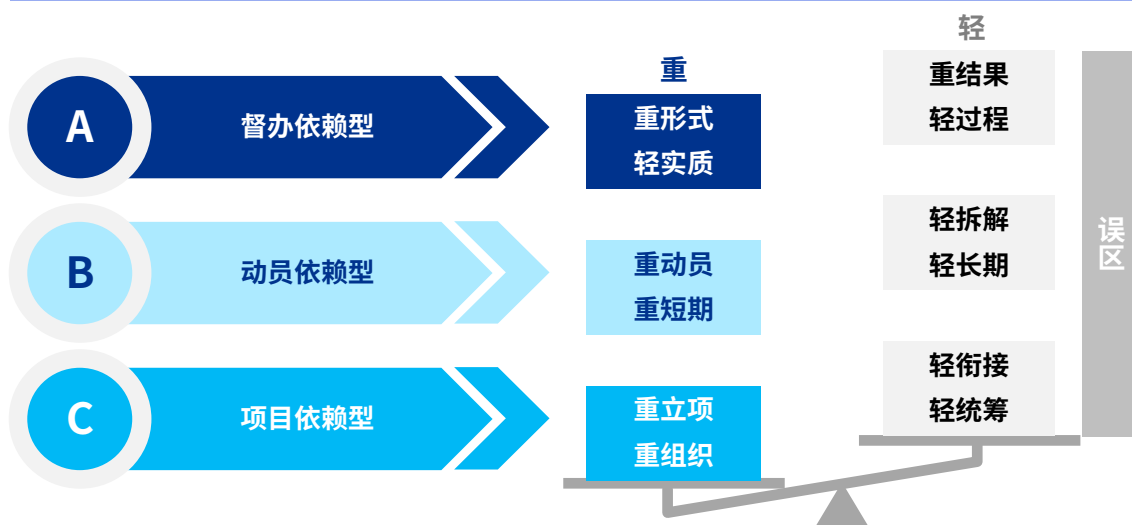 轻
重
A
督办依赖型
重形式
轻实质
重结果
轻过程
B
动员依赖型
重动员
重短期
轻拆解
轻长期
C
项目依赖型
重立项
重组织
轻衔接
轻统筹
误区